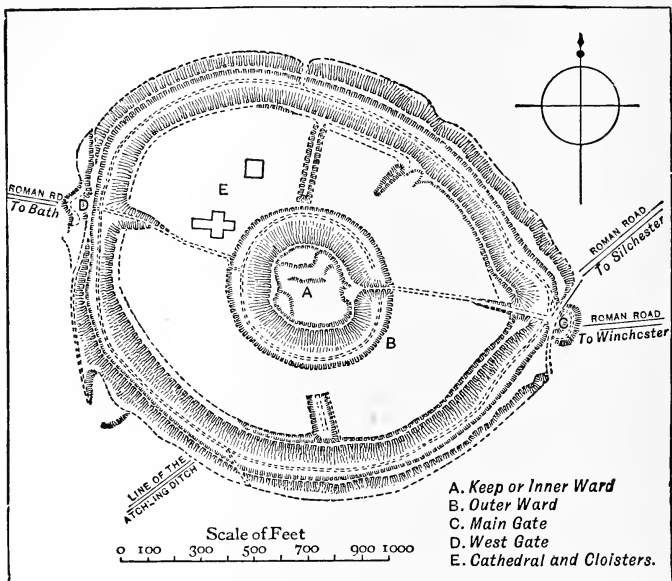 E
ROMAN RD
D
To Bath
ROMAN ROAD
To Silchester
A
ROMAN ROAD
C
To Winchester
B
LINE OF THE
ATCHLING DITCH
A. Keep or Inner Ward
B. Outer Ward
C. Main Gate
D. West Gate
E. Cathedral and Cloisters.
Scale of Feet
0 100 300 500 700 900 1000